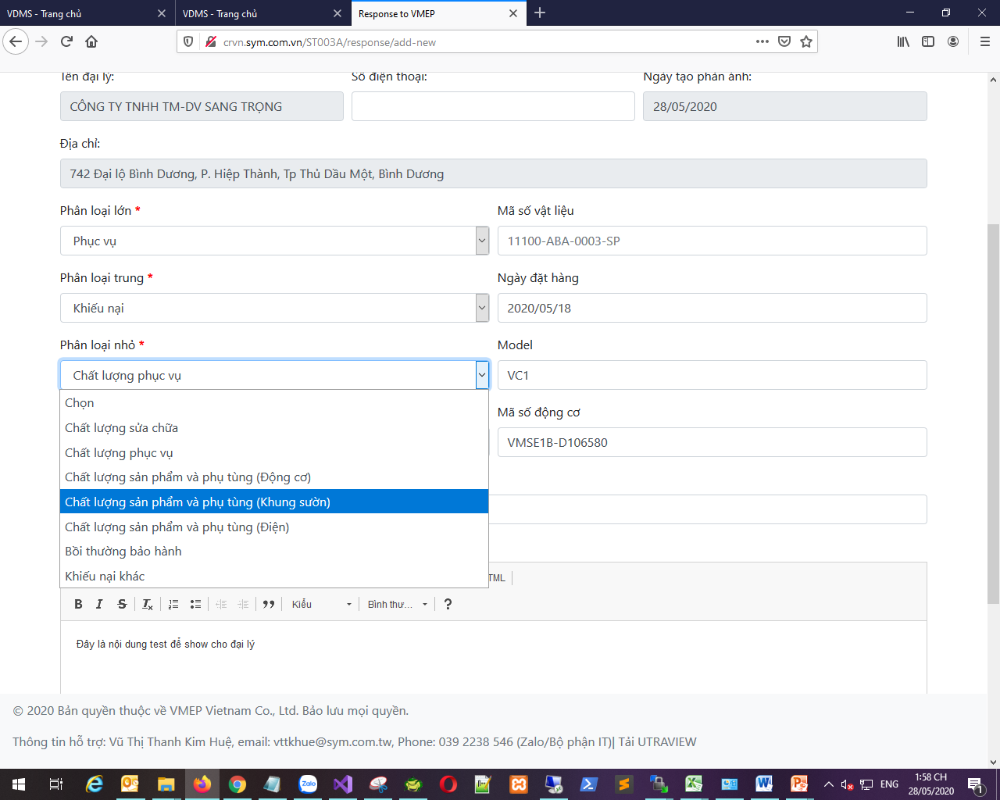 VDMS - Trang chủ
VDMS - Trang chủ
Response to VMEP
crvn.sym.com.vn/ST003A/response/add-new
Tên đại lý:
Số điện thoại:
Ngày tạo phản ánh:
CÔNG TY TNHH TM-DV SANG TRỌNG
28/05/2020
Địa chỉ:
742 Đại lộ Bình Dương, P. Hiệp Thành, Tp Thủ Dầu Một, Bình Dương
Phân loại lớn *
Mã số vật liệu
Phục vụ
11100-ABA-0003-SP
Phân loại trung *
Ngày đặt hàng
Khiếu nại
2020/05/18
Phân loại nhỏ *
Model
Chất lượng phục vụ
VC1
Chọn
Chất lượng sửa chữa
Chất lượng phục vụ
Chất lượng sản phẩm và phụ tùng (Động cơ)
Chất lượng sản phẩm và phụ tùng (Khung sườn)
Chất lượng sản phẩm và phụ tùng (Điện)
Bồi thường bảo hành
Khiếu nại khác
Mã số động cơ
VMSE1B-D106580
TML
B I S Kiểu Bình thư... ?
Đây là nội dung test để show cho đại lý
© 2020 Bản quyền thuộc về VMEP Vietnam Co., Ltd. Bảo lưu mọi quyền.
Thông tin hỗ trợ: Vũ Thị Thanh Kim Huệ, email: vttkhue@sym.com.tw, Phone: 039 2238 546 (Zalo/Bộ phận IT)| Tải UTRAVIEW
Zalo
ENG
1:58 CH
28/05/2020
1